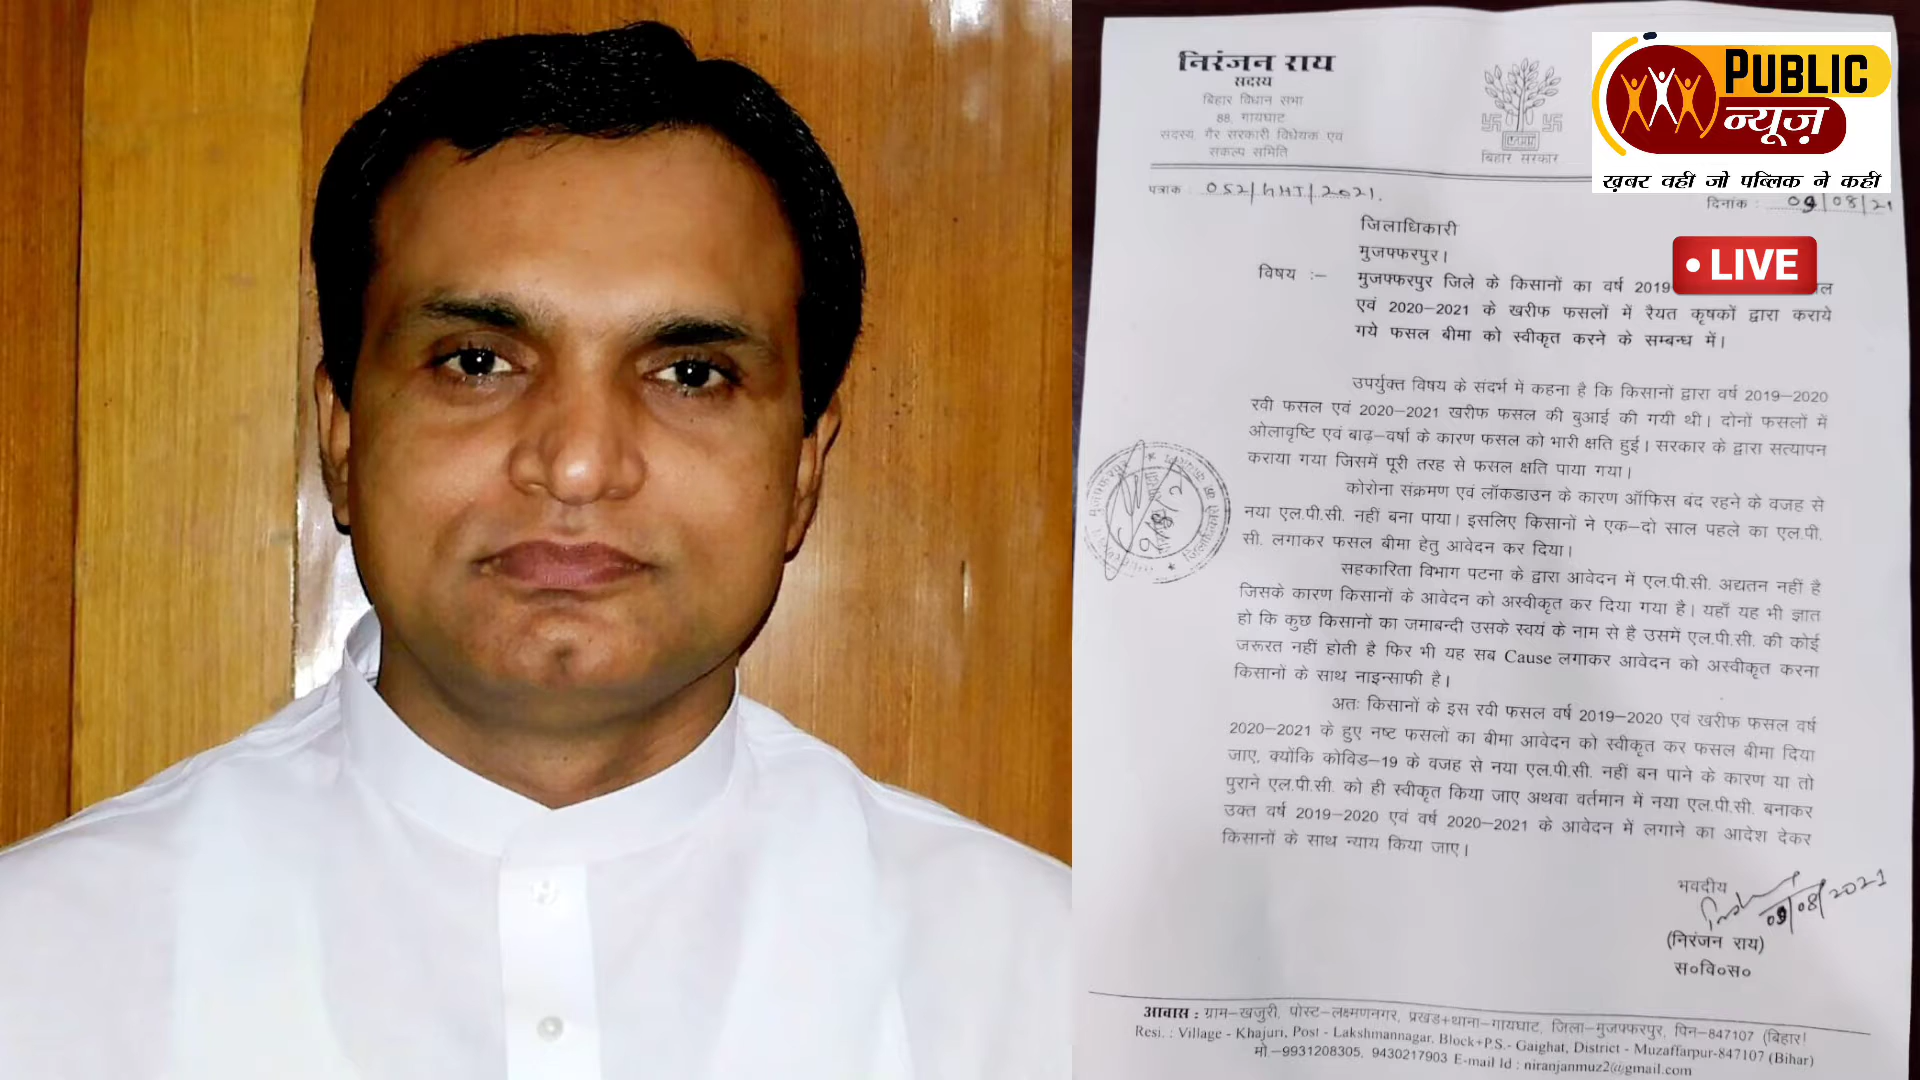 निरंजन राय
सदस्य
बिहार विधान सभा
88, गायघाट
सदस्य, गैर सरकारी विधेयक एवं
संकल्प समिति
बिहार सरकार
PUBLIC
न्यूज़
ख़बर वही जो पब्लिक ने कही
पत्रांक : 052/GHT/2021.
दिनांक : 09/08/21
LIVE
जिलाधिकारी
मुजफ्फरपुर।
विषय :– मुजफ्फरपुर जिले के किसानों का वर्ष 2019
एवं 2020–2021 के खरीफ फसलों में रैयत कृषकों द्वारा कराये
गये फसल बीमा को स्वीकृत करने के सम्बन्ध में।
उपर्युक्त विषय के संदर्भ में कहना है कि किसानों द्वारा वर्ष 2019–2020
रवी फसल एवं 2020–2021 खरीफ फसल की बुआई की गयी थी। दोनों फसलों में
ओलावृष्टि एवं बाढ़–वर्षा के कारण फसल को भारी क्षति हुई। सरकार के द्वारा सत्यापन
कराया गया जिसमें पूरी तरह से फसल क्षति पाया गया।
कोरोना संक्रमण एवं लॉकडाउन के कारण ऑफिस बंद रहने के वजह से
नया एल.पी.सी. नहीं बना पाया। इसलिए किसानों ने एक–दो साल पहले का एल.पी.
सी. लगाकर फसल बीमा हेतु आवेदन कर दिया।
सहकारिता विभाग पटना के द्वारा आवेदन में एल.पी.सी. अद्यतन नहीं है
जिसके कारण किसानों के आवेदन को अस्वीकृत कर दिया गया है। यहाँ यह भी ज्ञात
हो कि कुछ किसानों का जमाबन्दी उसके स्वयं के नाम से है उसमें एल.पी.सी. की कोई
जरूरत नहीं होती है फिर भी यह सब Cause लगाकर आवेदन को अस्वीकृत करना
किसानों के साथ नाइन्साफी है।
अतः किसानों के इस रवी फसल वर्ष 2019–2020 एवं खरीफ फसल वर्ष
2020–2021 के हुए नष्ट फसलों का बीमा आवेदन को स्वीकृत कर फसल बीमा दिया
जाए, क्योंकि कोविड–19 के वजह से नया एल.पी.सी. नहीं बन पाने के कारण या तो
पुराने एल.पी.सी. को ही स्वीकृत किया जाए अथवा वर्तमान में नया एल.पी.सी. बनाकर
उक्त वर्ष 2019–2020 एवं वर्ष 2020–2021 के आवेदन में लगाने का आदेश देकर
किसानों के साथ न्याय किया जाए।
भवदीय
09/08/2021
(निरंजन राय)
स०वि०स०
आवास : ग्राम–खजुरी, पोस्ट–लक्ष्मणनगर, प्रखंड+थाना–गायघाट, जिला–मुजफ्फरपुर, पिन–847107 (बिहार)
Resi. : Village - Khajuri, Post - Lakshmannagar, Block+P.S.- Gaighat, District - Muzaffarpur-847107 (Bihar)
मो.–9931208305, 9430217903 E-mail Id : niranjanmuz2@gmail.com